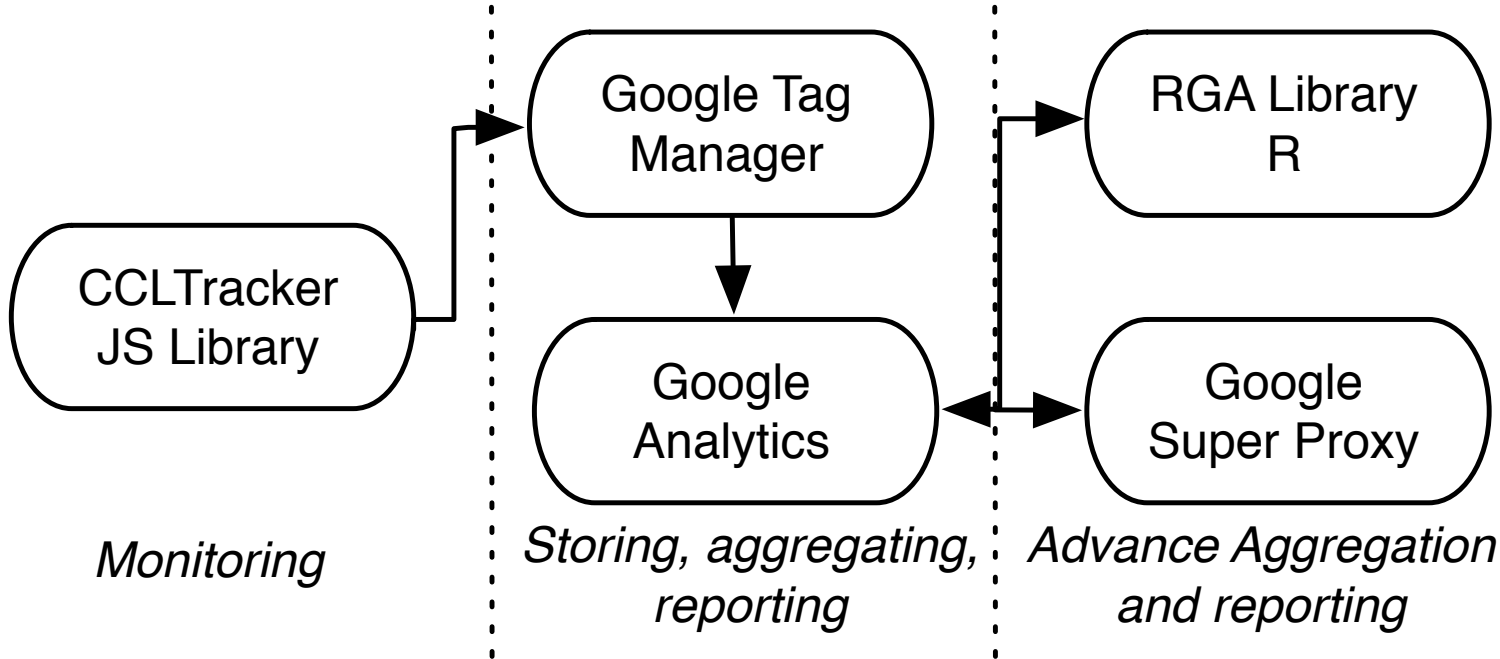 CCLTracker
JS Library
Monitoring
Google Tag
Manager
Google
Analytics
Storing, aggregating,
reporting
RGA Library
R
Google
Super Proxy
Advance Aggregation
and reporting